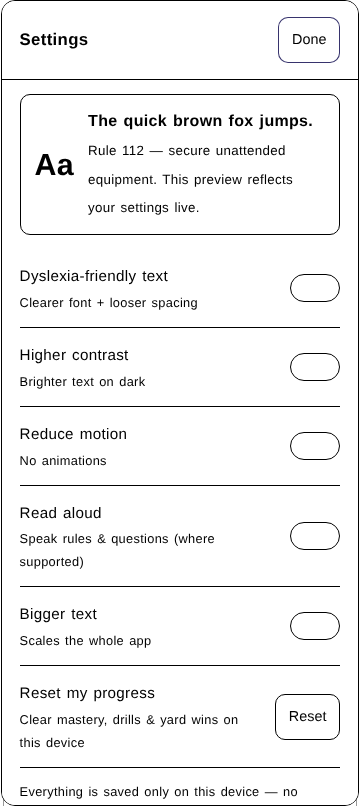 Settings
Done
The quick brown fox jumps.
Aa
Rule 112 — secure unattended
equipment. This preview reflects
your settings live.
Dyslexia-friendly text
Clearer font + looser spacing
Higher contrast
Brighter text on dark
Reduce motion
No animations
Read aloud
Speak rules & questions (where
supported)
Bigger text
Scales the whole app
Reset my progress
Clear mastery, drills & yard wins on
this device
Reset
Everything is saved only on this device — no